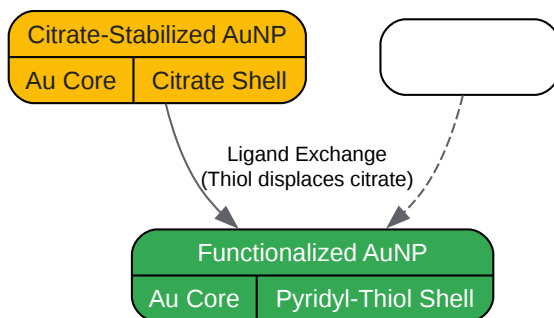 Citrate-Stabilized AuNP
Au Core
Citrate Shell
Ligand Exchange
(Thiol displaces citrate)
Functionalized AuNP
Au Core
Pyridyl-Thiol Shell